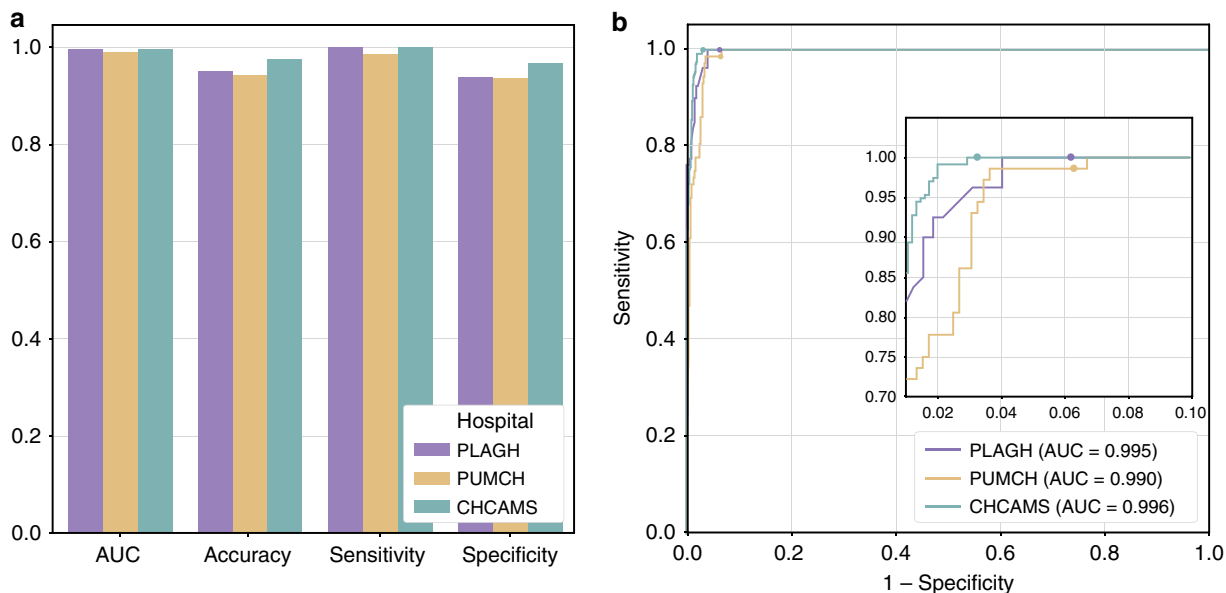 a
1.0
0.8
0.6
0.4
0.2
0.0
AUC
Accuracy
Sensitivity
Specificity
Hospital
PLAGH
PUMCH
CHCAMS
b
Sensitivity
1.0
0.8
0.6
0.4
0.2
0.0
0.0
0.2
0.4
0.6
0.8
1.0
1 – Specificity
1.00
0.95
0.90
0.85
0.80
0.75
0.70
0.02
0.04
0.06
0.08
0.10
PLAGH (AUC = 0.995)
PUMCH (AUC = 0.990)
CHCAMS (AUC = 0.996)